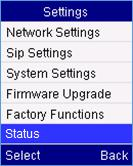 Settings
Network Settings
Sip Settings
System Settings
Firmware Upgrade
Factory Functions
Status
Select Back